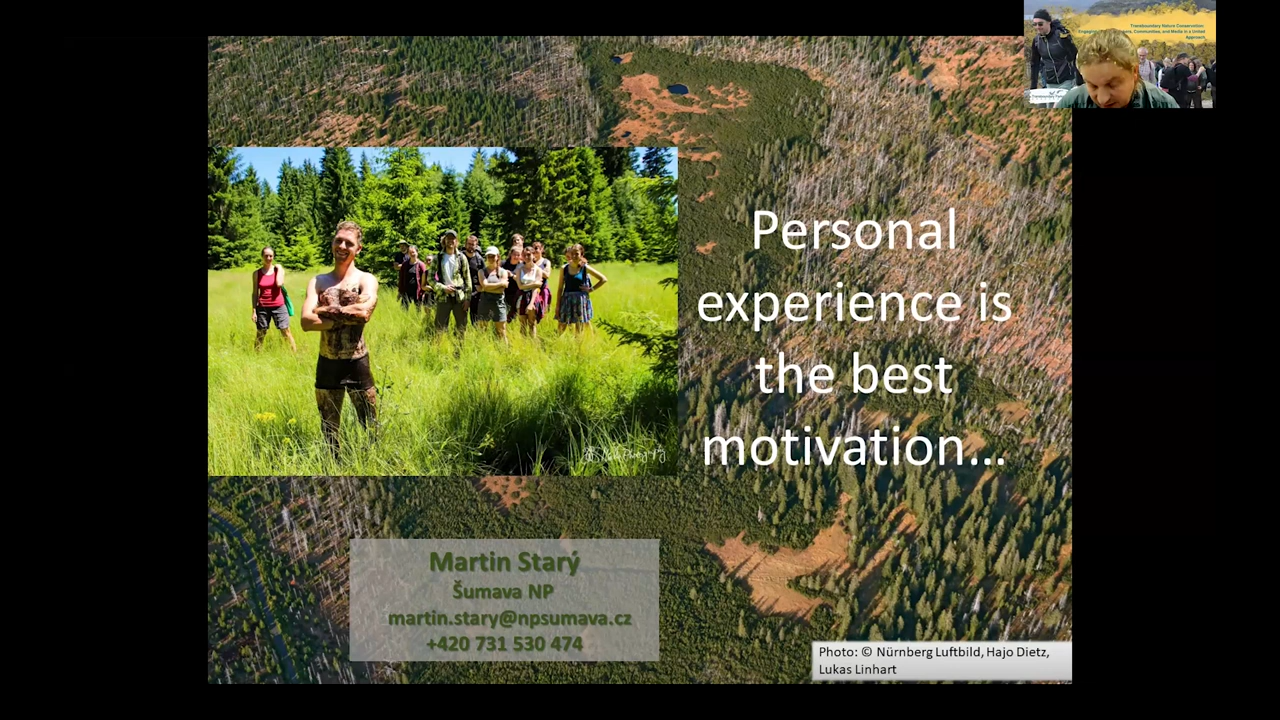 Transboundary Nature Conservation:
Approach
Personal
experience is
the best
motivation...
Martin Starý
Šumava NP
martin.stary@npsumava.cz
+420 731 530 474
Photo: © Nürnberg Luftbild, Hajo Dietz,
Lukas Linhart